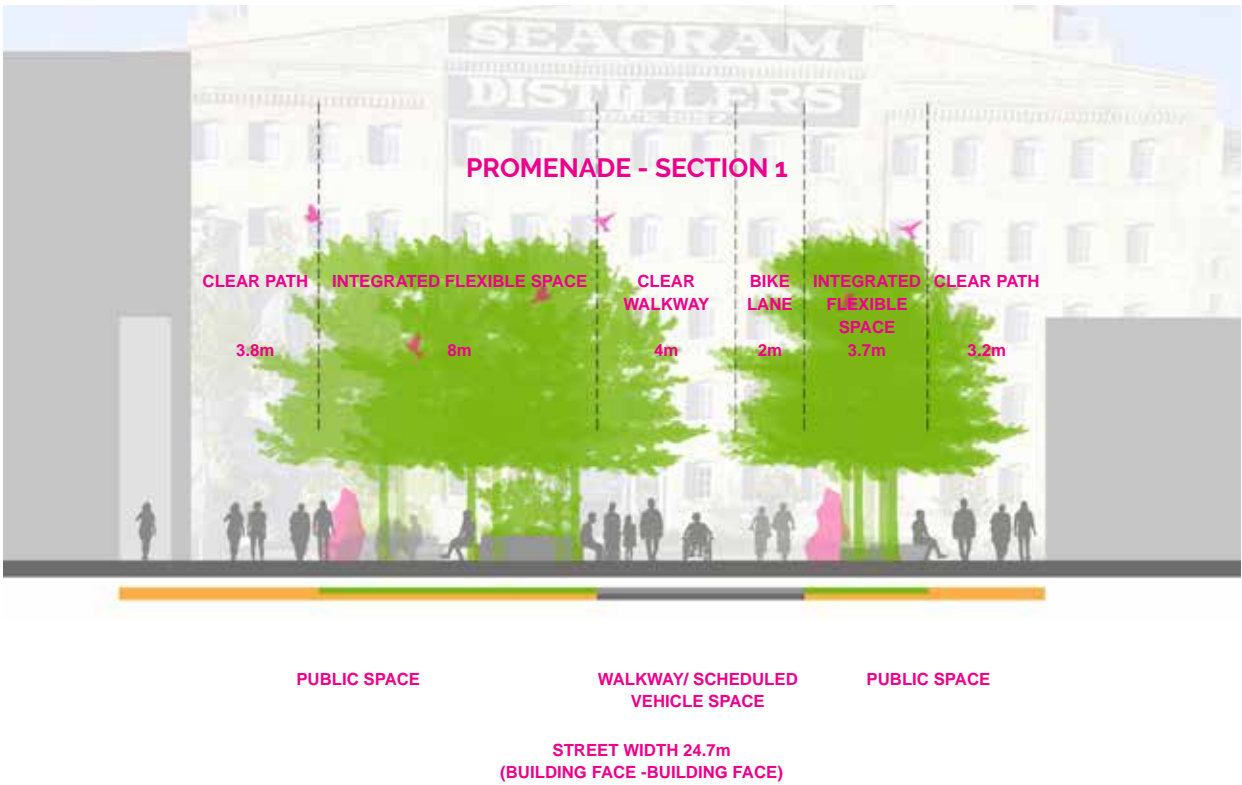 SEAGRAM
DISTILLERS
PROMENADE - SECTION 1
CLEAR PATH
3.8m
INTEGRATED FLEXIBLE SPACE
8m
CLEAR
WALKWAY
4m
BIKE
LANE
2m
INTEGRATED
FLEXIBLE
SPACE
3.7m
CLEAR PATH
3.2m
PUBLIC SPACE
WALKWAY/ SCHEDULED
VEHICLE SPACE
PUBLIC SPACE
STREET WIDTH 24.7m
(BUILDING FACE -BUILDING FACE)